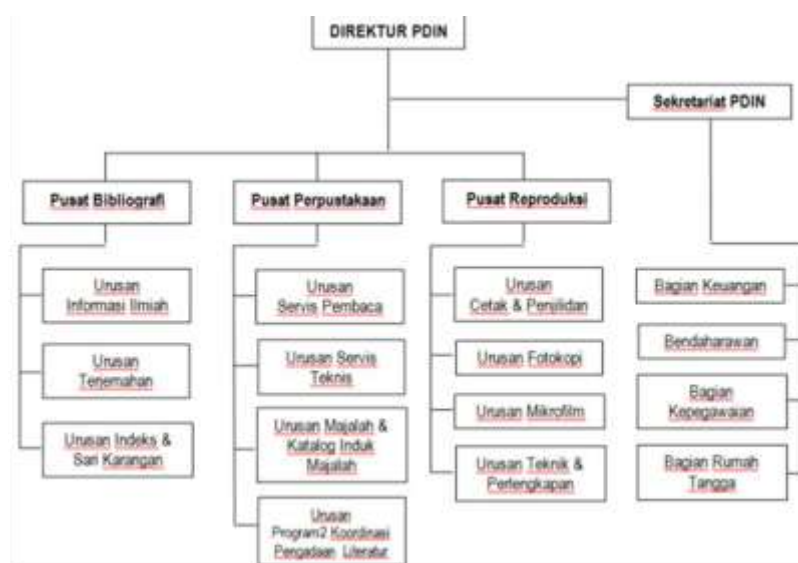 DIREKTUR PDIN
Sekretariat PDIN
Pusat Bibliografi
Pusat Perpustakaan
Pusat Reproduksi
Urusan
Informasi Ilmiah
Urusan
Terjemahan
Urusan Indeks &
Sari Karangan
Urusan
Servis Pembaca
Urusan Servis
Teknis
Urusan Majalah &
Katalog Induk
Majalah
Urusan
Program2 Koordinasi
Pengadaan Literatur
Urusan
Cetak & Penjilidan
Urusan Fotokopi
Urusan Mikrofilm
Urusan Teknik &
Perlengkapan
Bagian Keuangan
Bendaharawan
Bagian
Kepegawaian
Bagian Rumah
Tangga